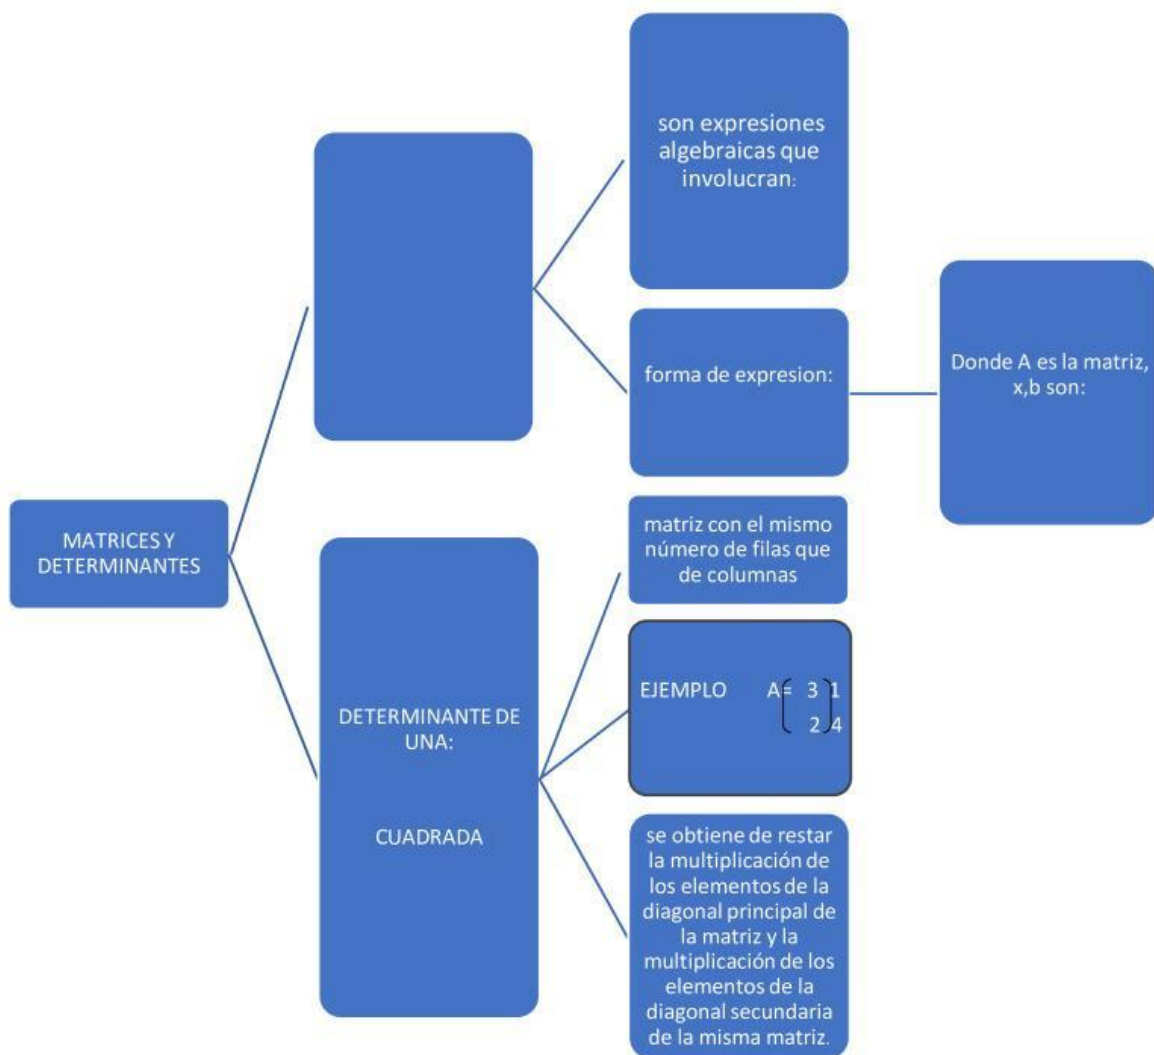 son expresiones
algebraicas que
involucran:
forma de expresion:
Donde A es la matriz,
x,b son:
MATRICES Y
DETERMINANTES
matriz con el mismo
número de filas que
de columnas
DETERMINANTE DE
UNA:
CUADRADA
EJEMPLO A= 3 1
2 4
se obtiene de restar
la multiplicación de
los elementos de la
diagonal principal de
la matriz y la
multiplicación de los
elementos de la
diagonal secundaria
de la misma matriz.